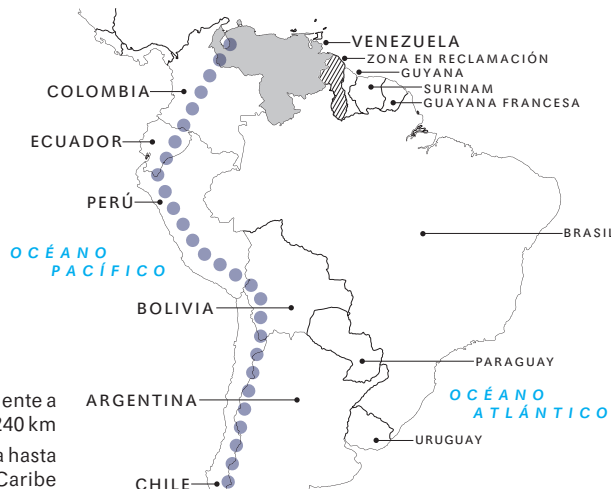 VENEZUELA
ZONA EN RECLAMACIÓN
GUYANA
SURINAM
GUAYANA FRANCESA
COLOMBIA
ECUADOR
PERÚ
BRASIL
OCÉANO
PACÍFICO
BOLIVIA
PARAGUAY
OCÉANO
ATLÁNTICO
ARGENTINA
URUGUAY
CHILE
ente a
240 km
a hasta
Caribe